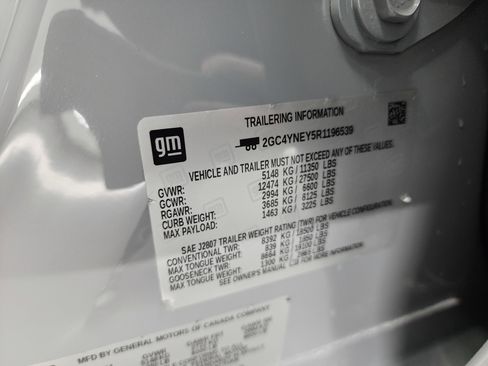 TRAILERING INFORMATION
gm
2GC4YNEY5R1196539
VEHICLE AND TRAILER MUST NOT EXCEED ANY OF THESE VALUES.
GVWR: 5148 KG/ 11350 LBS
GCWR: 12474 KG/ 27500 LBS
RGAWR: 2994 KG/ 6600 LBS
CURB WEIGHT: 3685 KG/ 8125 LBS
MAX PAYLOAD: 1463 KG/ 3225 LBS
SAE J2807 TRAILER WEIGHT RATING (TWR) FOR VEHICLE CONFIGURATION.
CONVENTIONAL TWR: 8392 KG/ 18500 LBS
MAX TONGUE WEIGHT: 839 KG/ 1850 LBS
GOOSENECK TWR: 8664 KG/ 19100 LBS
MAX TONGUE WEIGHT: 1300 KG/ 2865 LBS
SEE OWNER'S MANUAL FOR MORE INFORMATION.
MFD BY GENERAL MOTORS OF CANADA COMPANY
GVWR